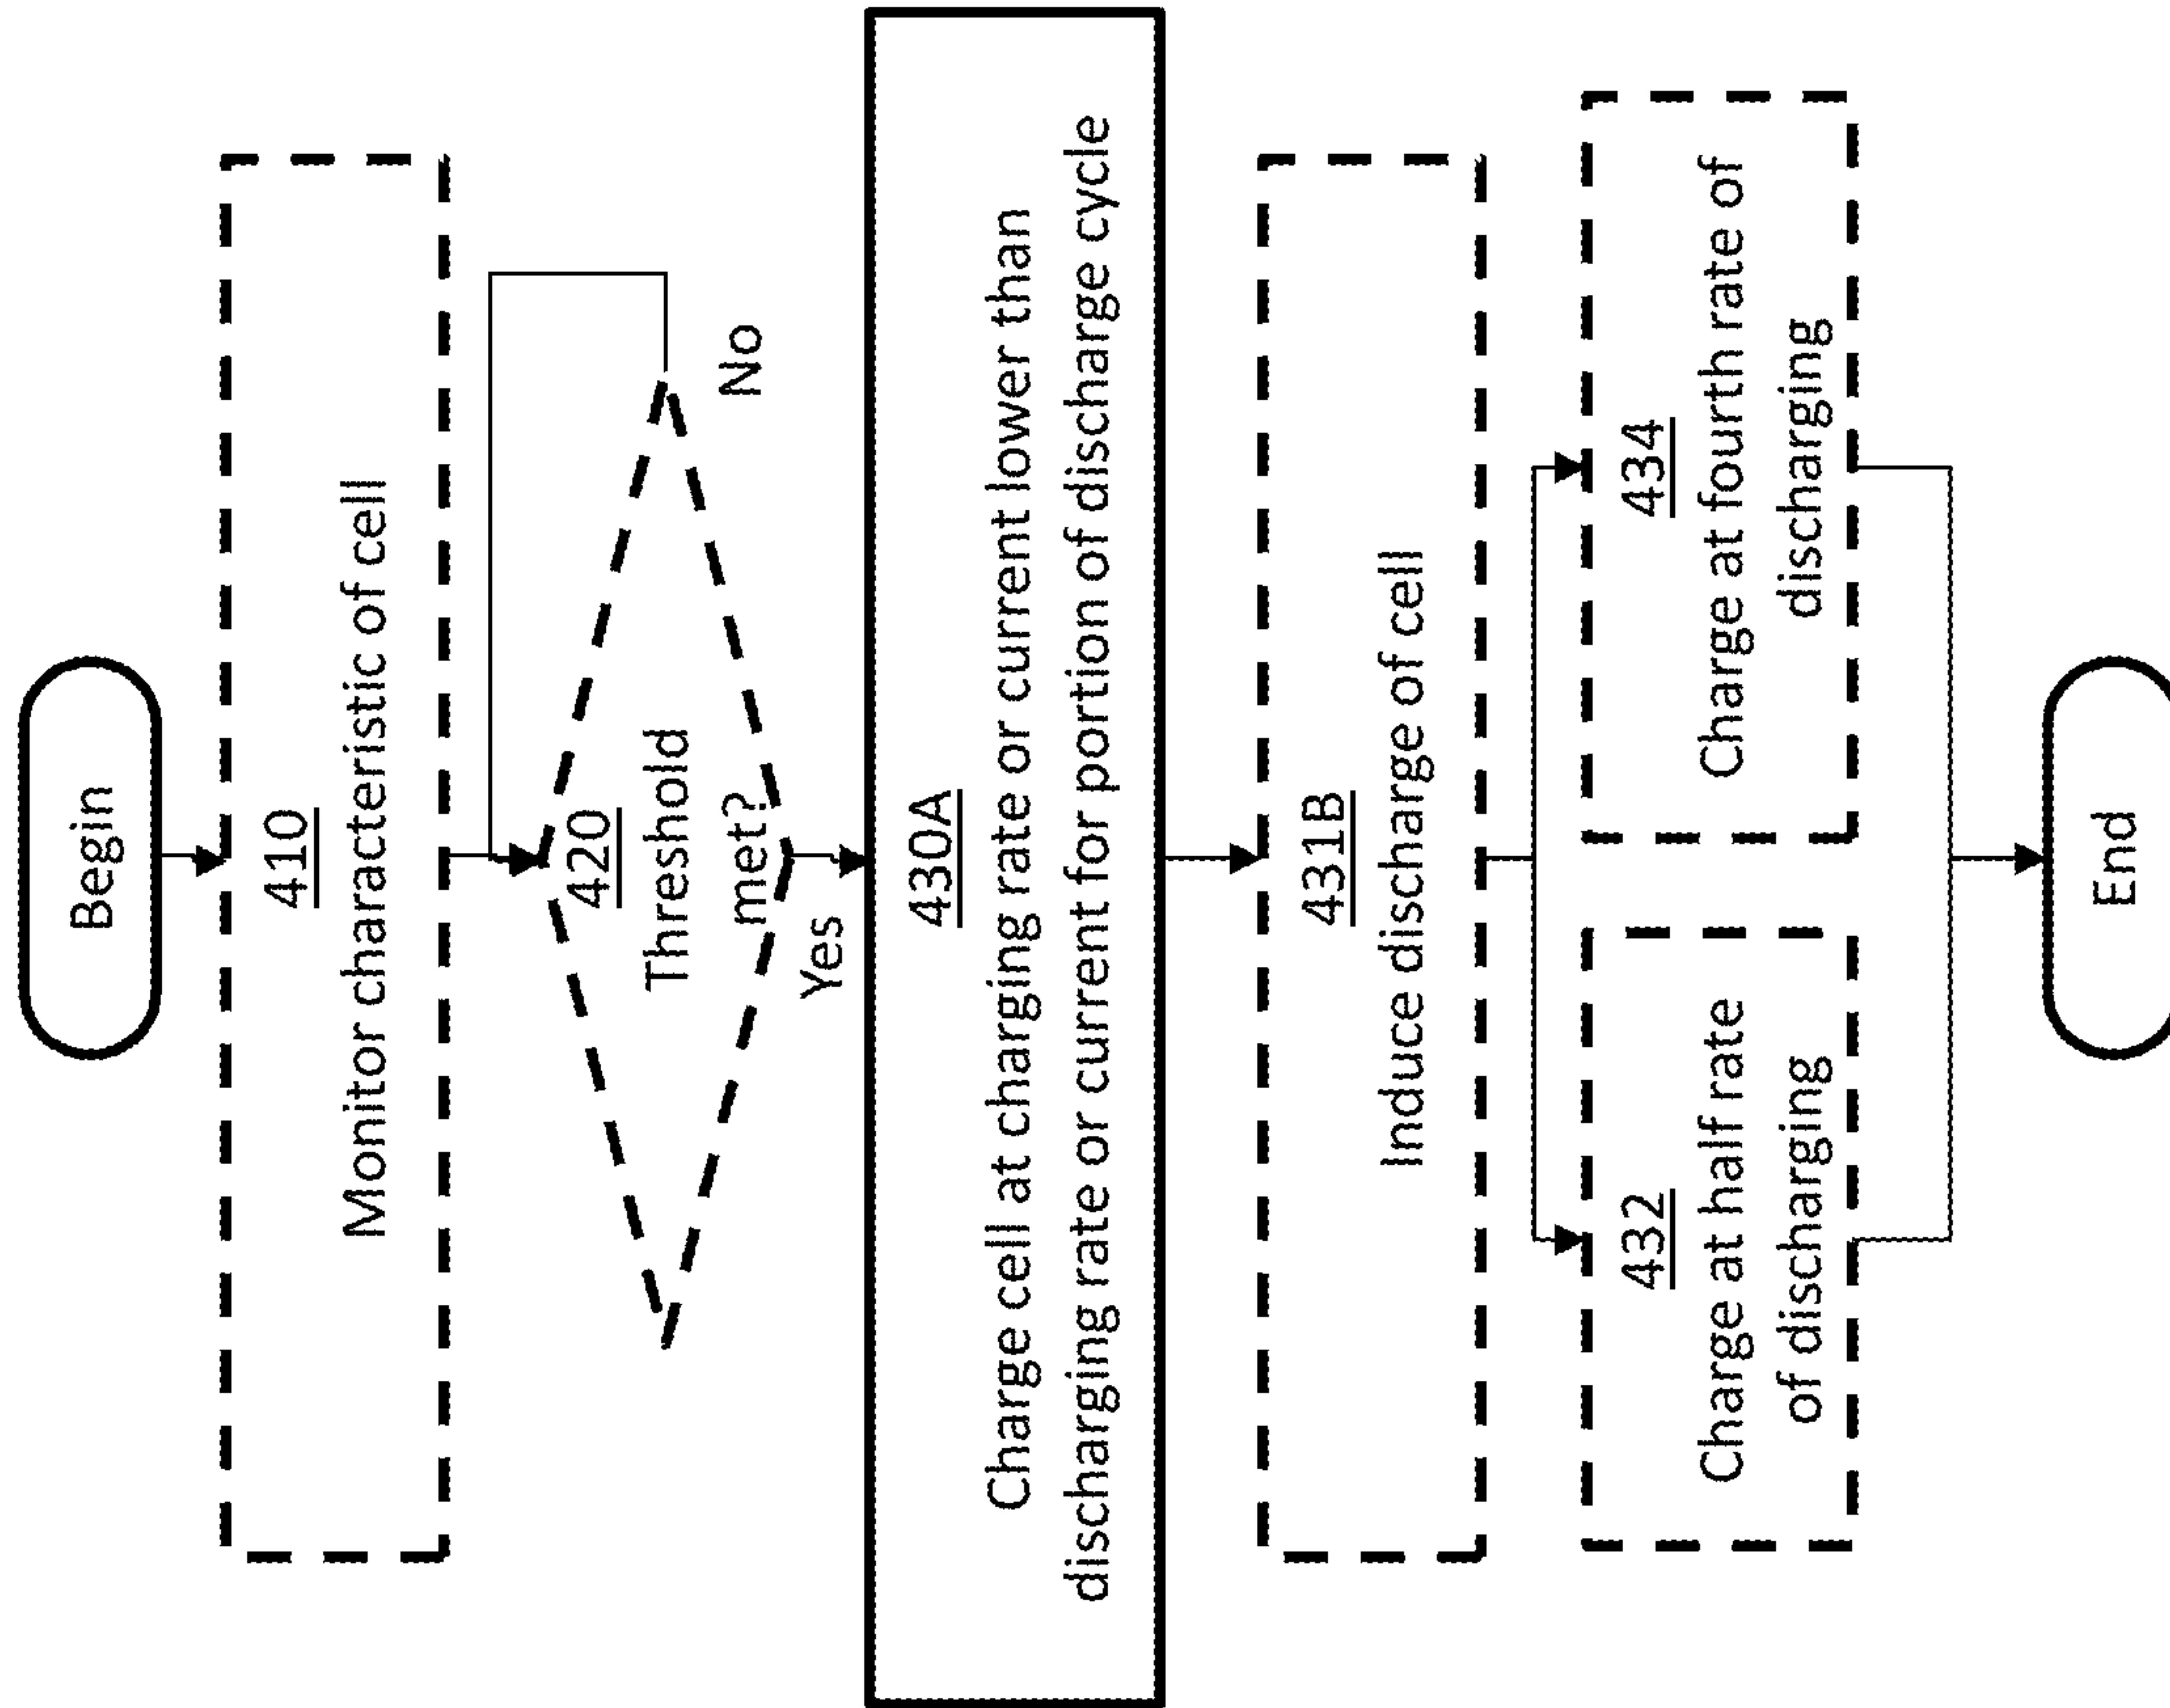 Begin
410
Monitor characteristic of cell
420
Threshold
met?
No
Yes
430A
Charge cell at charging rate or current lower than
discharging rate or current for portion of discharge cycle
431B
Induce discharge of cell
432
Charge at half rate
of discharging
434
Charge at fourth rate of
discharging
End